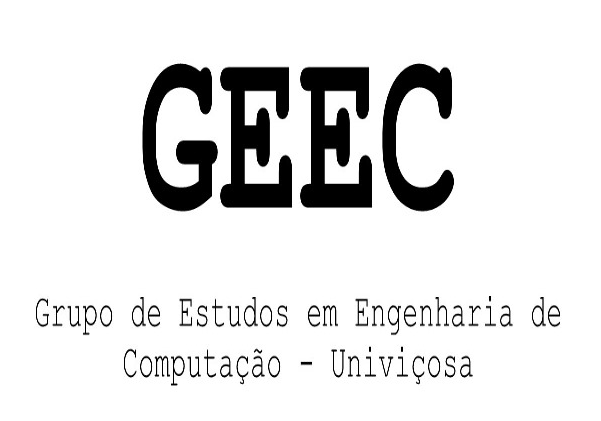 GEEC
Grupo de Estudos em Engenharia de
Computação - Univiçosa